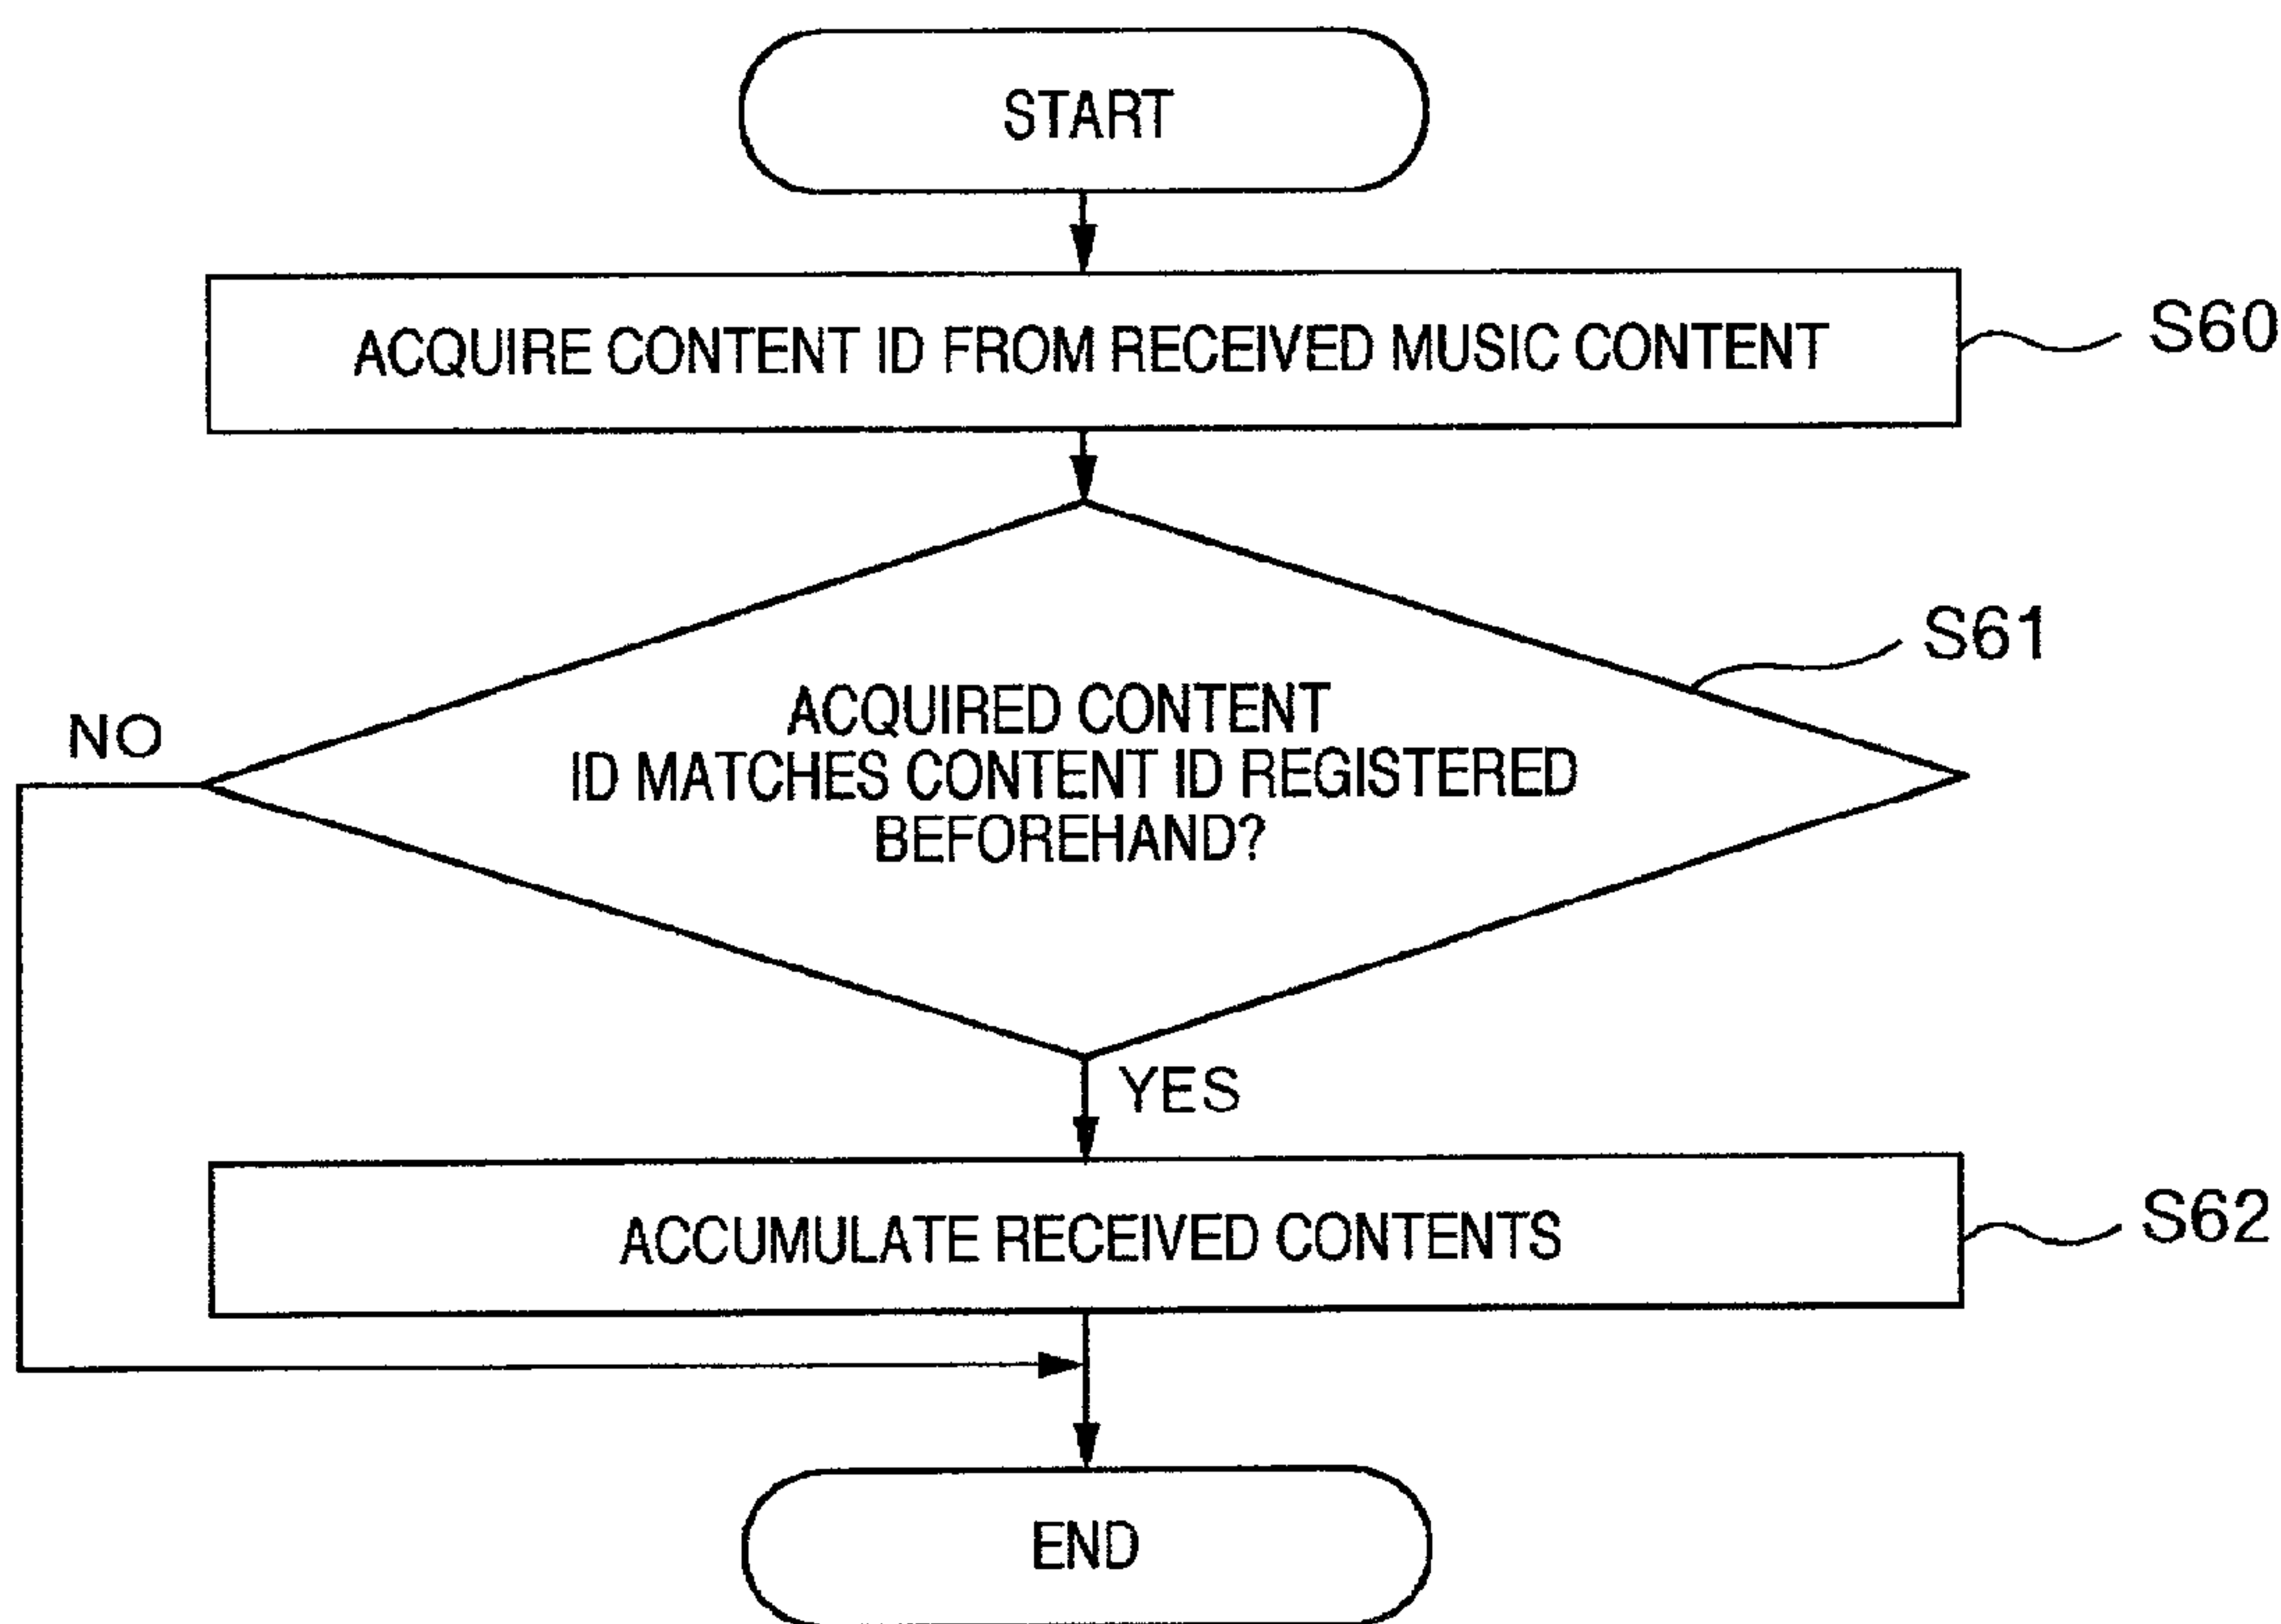 START
ACQUIRE CONTENT ID FROM RECEIVED MUSIC CONTENT
S60
S61
ACQUIRED CONTENT
NO
ID MATCHES CONTENT ID REGISTERED
BEFOREHAND?
YES
ACCUMULATE RECEIVED CONTENTS
S62
END